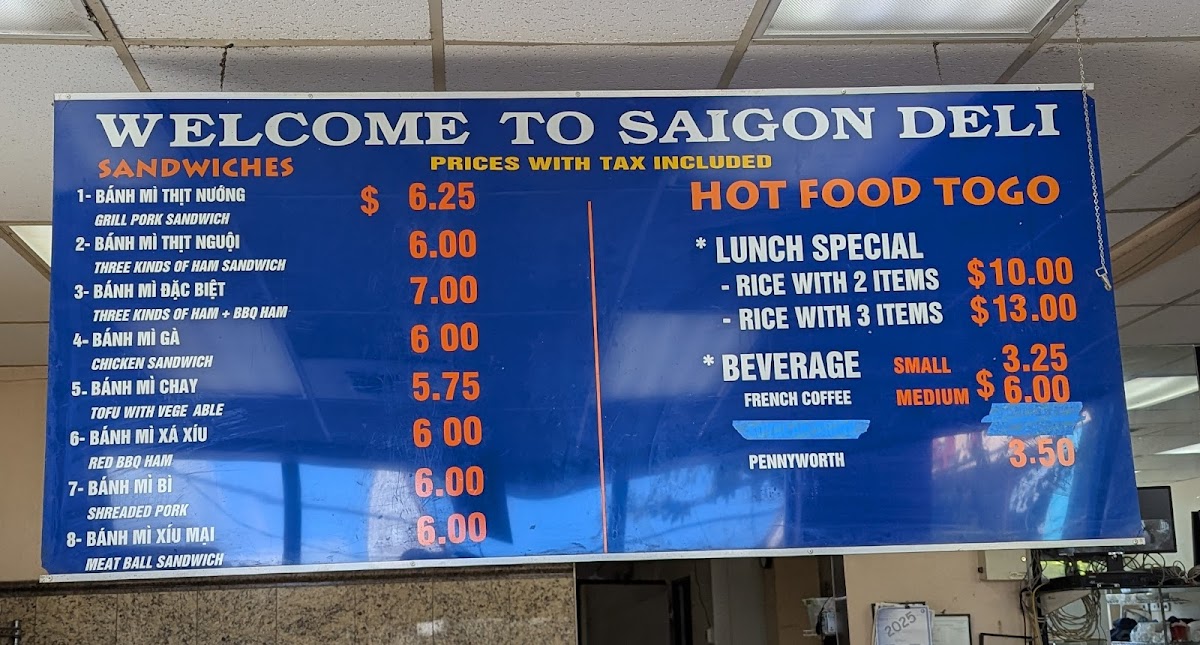 WELCOME TO SAIGON DELI
PRICES WITH TAX INCLUDED
SANDWICHES
1- BÁNH MÌ THỊT NƯỚNG $ 6.25
GRILL PORK SANDWICH
2- BÁNH MÌ THỊT NGUỘI 6.00
THREE KINDS OF HAM SANDWICH
3- BÁNH MÌ ĐẶC BIỆT 7.00
THREE KINDS OF HAM + BBQ HAM
4- BÁNH MÌ GÀ 6 00
CHICKEN SANDWICH
5. BÁNH MÌ CHAY 5.75
TOFU WITH VEGE ABLE
6- BÁNH MÌ XÁ XÍU 6 00
RED BBQ HAM
7- BÁNH MÌ BÌ 6.00
SHREADED PORK
8- BÁNH MÌ XÍU MẠI 6.00
MEAT BALL SANDWICH
HOT FOOD TOGO
* LUNCH SPECIAL
- RICE WITH 2 ITEMS $10.00
- RICE WITH 3 ITEMS $13.00
* BEVERAGE SMALL 3.25
FRENCH COFFEE MEDIUM $ 6.00
PENNYWORTH 3.50
2025